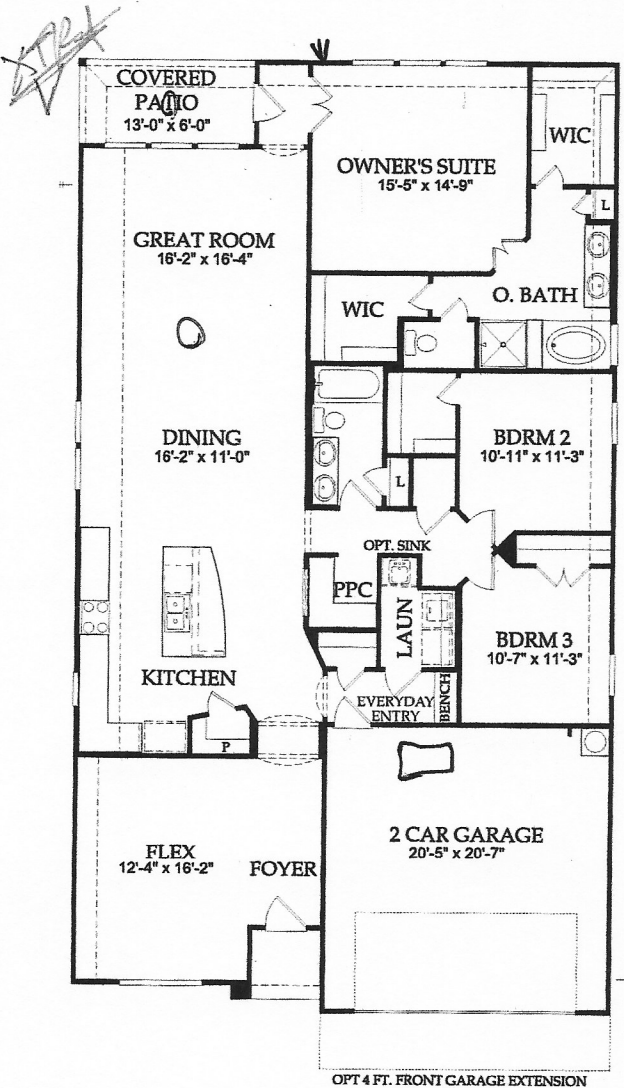 COVERED
PATIO
13'-0" x 6'-0"
OWNER'S SUITE
15'-5" x 14'-9"
WIC
L
GREAT ROOM
16'-2" x 16'-4"
WIC
O. BATH
DINING
16'-2" x 11'-0"
BDRM 2
10'-11" x 11'-3"
L
OPT. SINK
PPC
LAUN
BDRM 3
10'-7" x 11'-3"
KITCHEN
EVERYDAY
ENTRY
BENCH
P
FLEX
12'-4" x 16'-2"
FOYER
2 CAR GARAGE
20'-5" x 20'-7"
OPT 4 FT. FRONT GARAGE EXTENSION